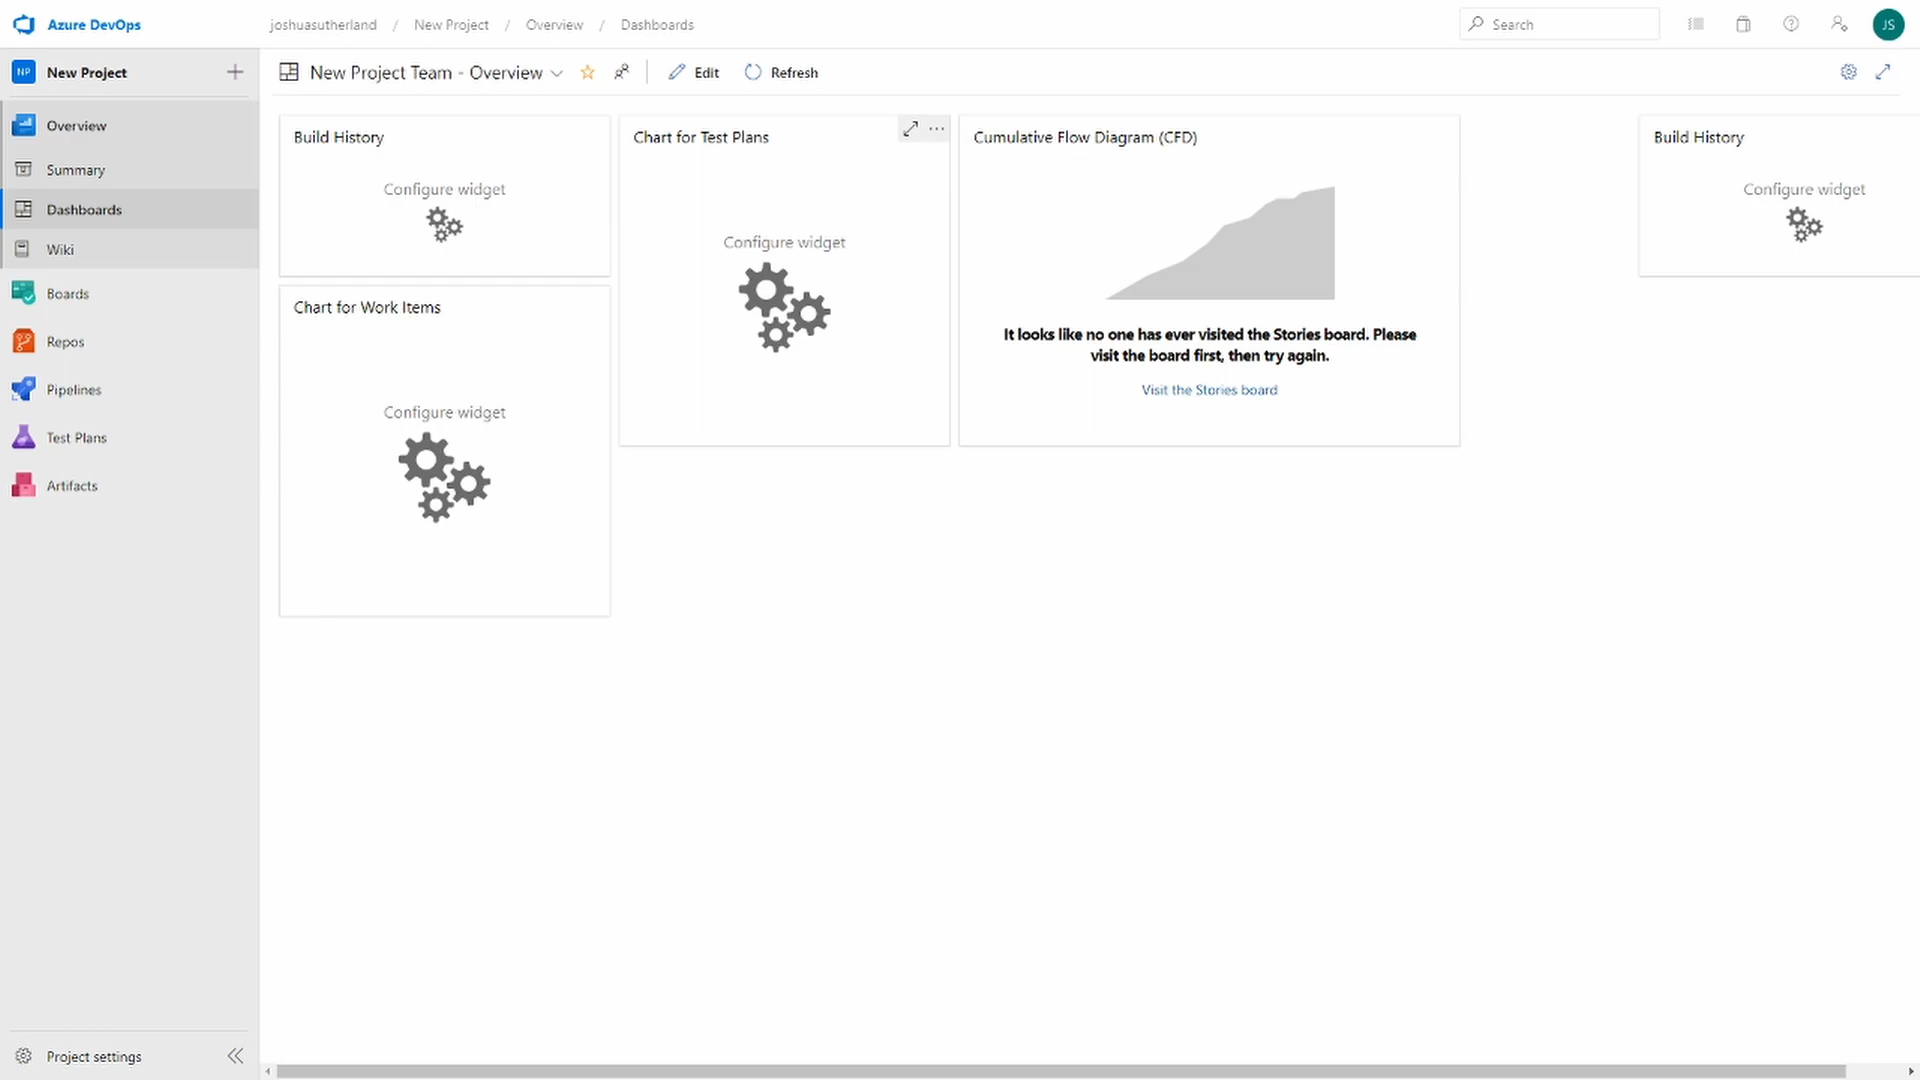 Azure DevOps
joshuasutherland / New Project / Overview / Dashboards
Search
JS
NP New Project
New Project Team - Overview
Edit
Refresh
Overview
Summary
Dashboards
Wiki
Boards
Repos
Pipelines
Test Plans
Artifacts
Project settings
Build History
Configure widget
Chart for Work Items
Configure widget
Chart for Test Plans
Configure widget
Cumulative Flow Diagram (CFD)
It looks like no one has ever visited the Stories board. Please
visit the board first, then try again.
Visit the Stories board
Build History
Configure widget